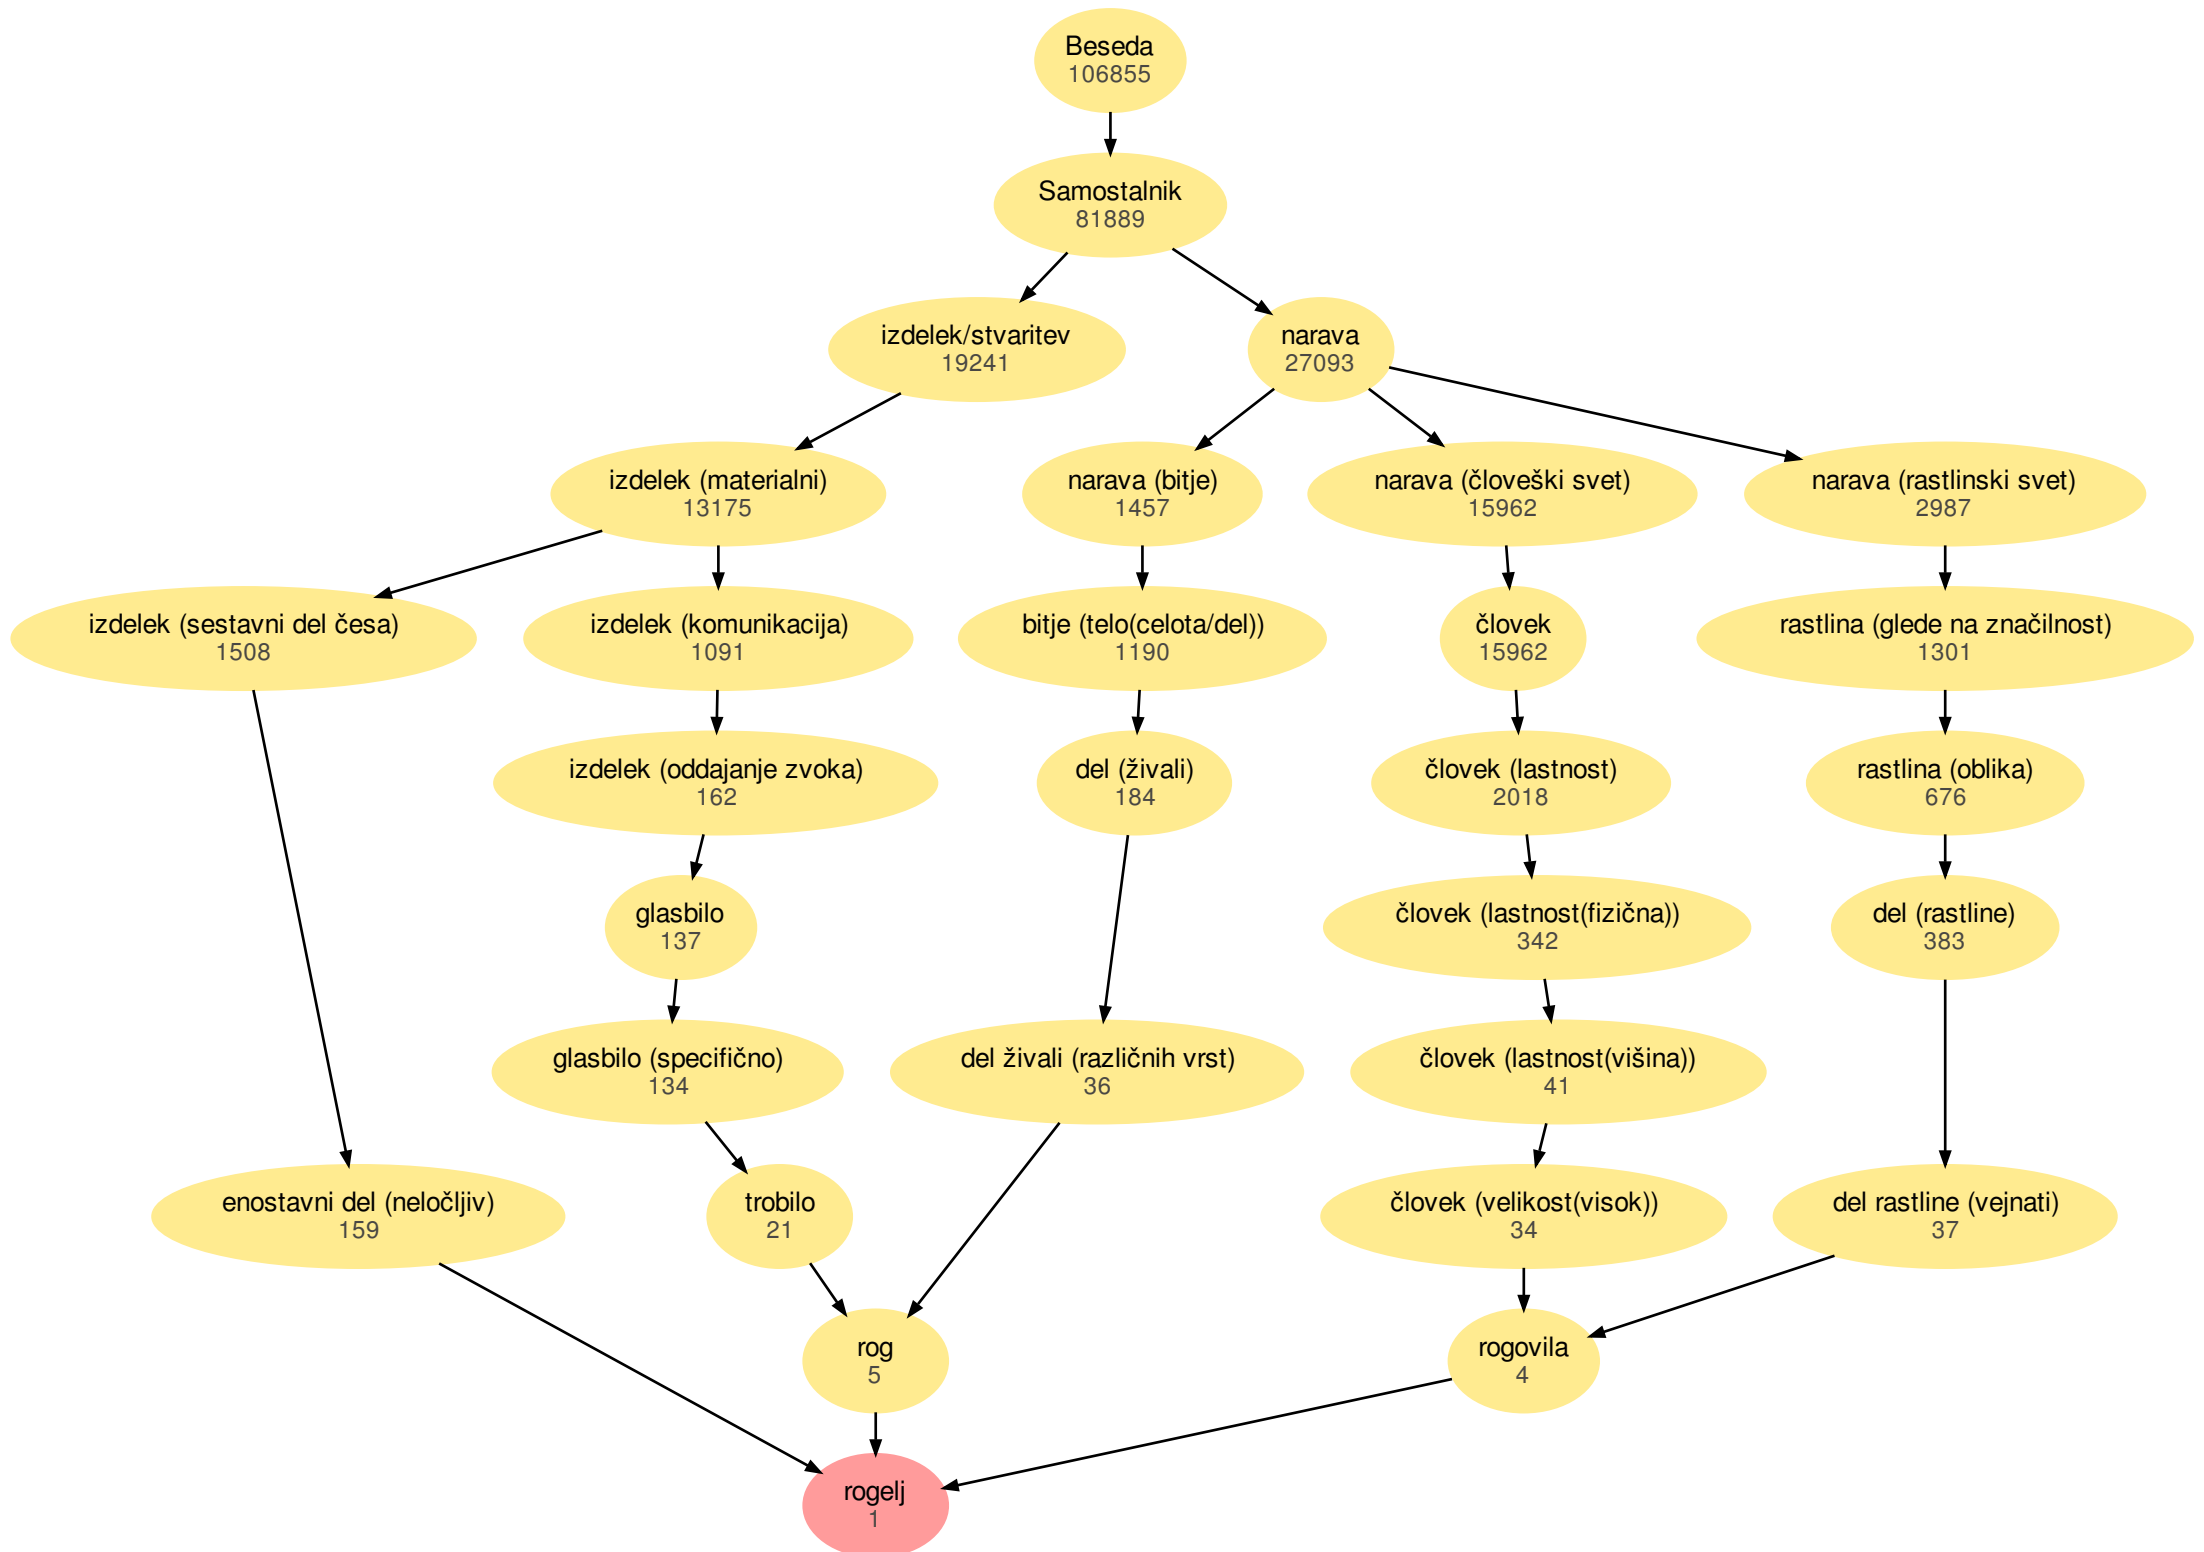 Beseda
106855
Samostalnik
81889
izdelek/stvaritev
19241
narava
27093
izdelek (materialni)
13175
narava (bitje)
1457
narava (človeški svet)
15962
narava (rastlinski svet)
2987
izdelek (sestavni del česa)
1508
izdelek (komunikacija)
1091
bitje (telo(celota/del))
1190
človek
15962
rastlina (glede na značilnost)
1301
izdelek (oddajanje zvoka)
162
del (živali)
184
človek (lastnost)
2018
rastlina (oblika)
676
glasbilo
137
človek (lastnost(fizična))
342
del (rastline)
383
glasbilo (specifično)
134
del živali (različnih vrst)
36
človek (lastnost(višina))
41
enostavni del (neločljiv)
159
trobilo
21
človek (velikost(visok))
34
del rastline (vejnati)
37
rog
5
rogovila
4
rogelj
1